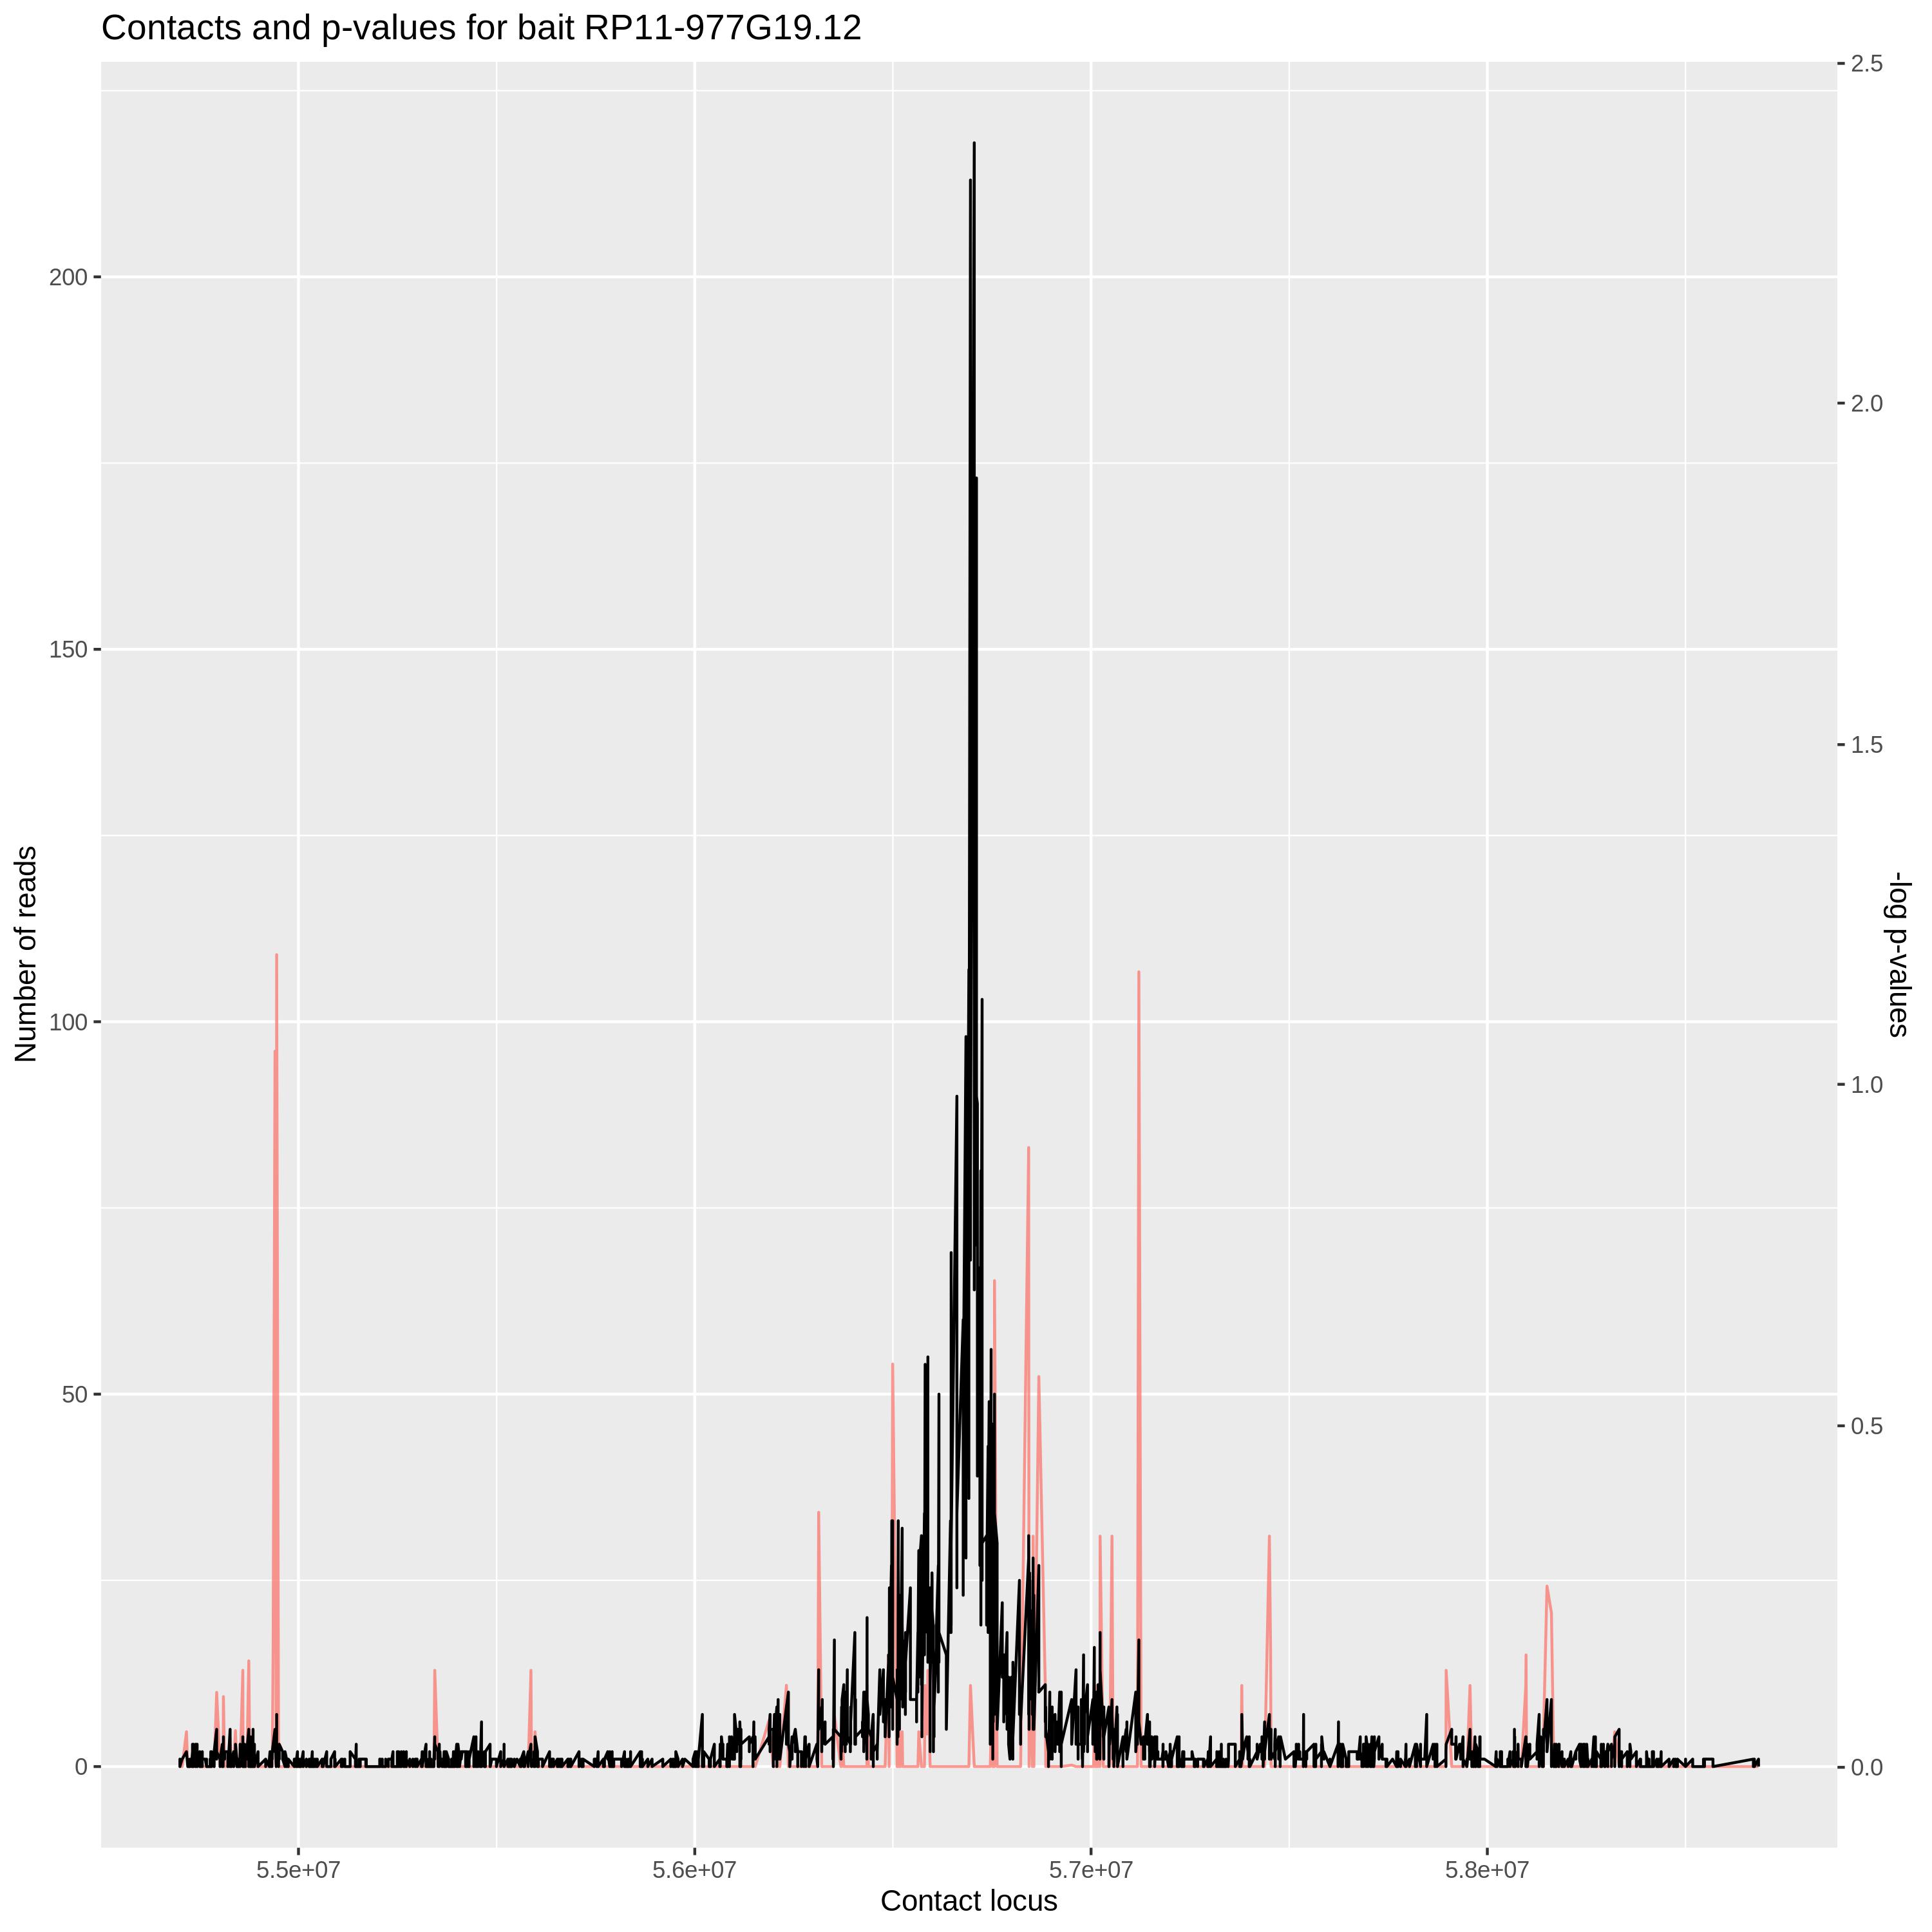 Contacts and p-values for bait RP11-977G19.12
Number of reads
200
150
100
50
0
2.5
2.0
1.5
1.0
0.5
0.0
-log p-values
5.5e+07
5.6e+07
5.7e+07
5.8e+07
Contact locus